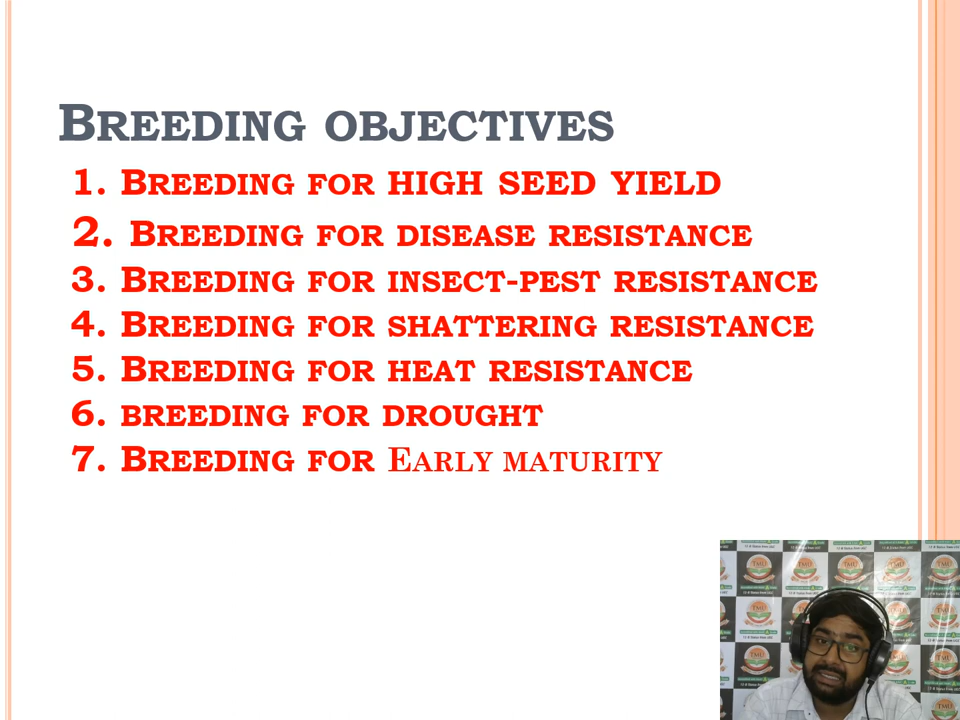 Breeding objectives
1. Breeding for high seed yield
2. Breeding for disease resistance
3. Breeding for insect-pest resistance
4. Breeding for shattering resistance
5. Breeding for heat resistance
6. breeding for drought
7. Breeding for Early maturity
TMU